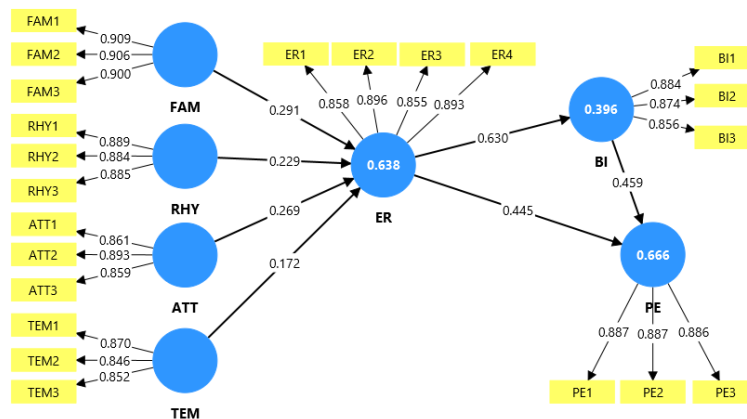 FAM1
FAM2
FAM3
0.909
0.906
0.900
FAM
RHY1
RHY2
RHY3
0.889
0.884
0.885
RHY
ATT1
ATT2
ATT3
0.861
0.893
0.859
ATT
TEM1
TEM2
TEM3
0.870
0.846
0.852
TEM
0.291
0.229
0.269
0.172
ER1
ER2
ER3
ER4
0.858
0.896
0.855
0.893
0.638
ER
0.630
0.445
0.396
BI
0.884
0.874
0.856
BI1
BI2
BI3
0.459
0.666
PE
0.887
0.887
0.886
PE1
PE2
PE3